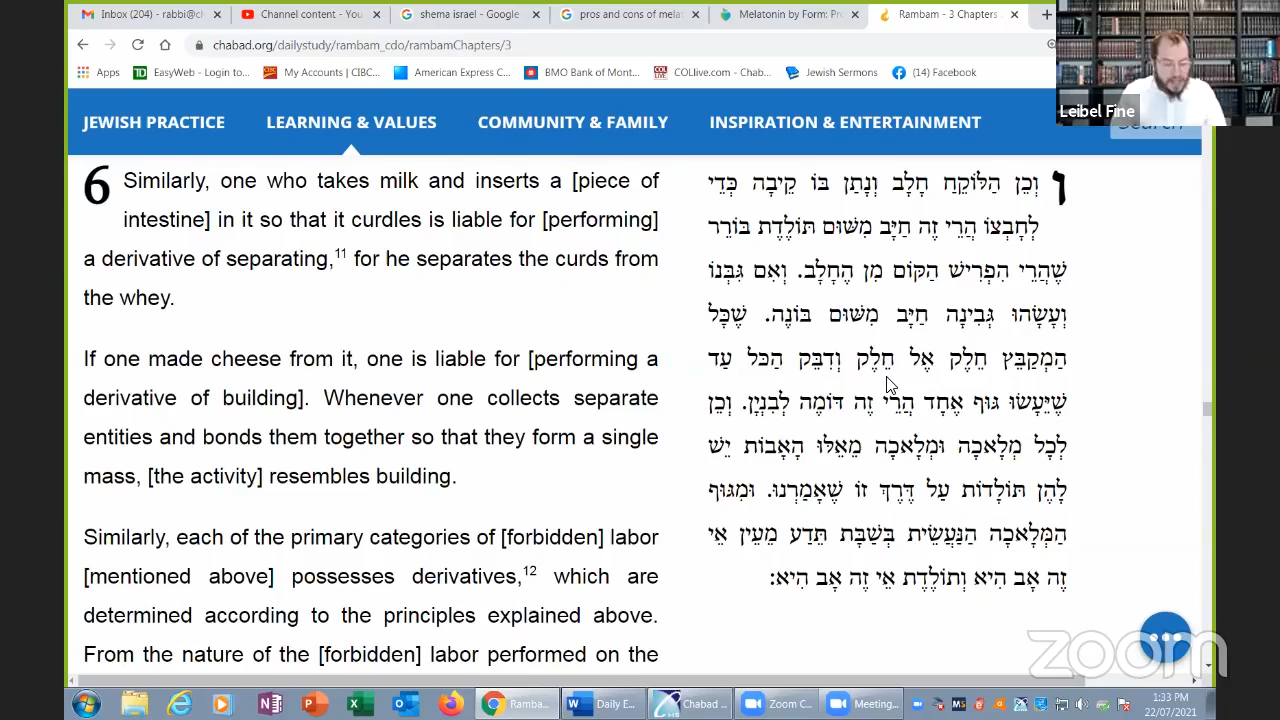 Inbox (204) - rabbi@ch
Channel content - You
shema israel - Google
pros and cons of melat
Melatonin by Form: Pr
Rambam - 3 Chapters
chabad.org/dailystudy/rambam_cdo/rambamChapters/3
Apps
EasyWeb - Login to...
My Accounts | CIBC...
American Express C...
BMO Bank of Mont...
COLlive.com - Chab...
Jewish Sermons
(14) Facebook
Leibel Fine
JEWISH PRACTICE
LEARNING & VALUES
COMMUNITY & FAMILY
INSPIRATION & ENTERTAINMENT
Search
6 Similarly, one who takes milk and inserts a [piece of
intestine] in it so that it curdles is liable for [performing]
a derivative of separating,11 for he separates the curds from
the whey.
If one made cheese from it, one is liable for [performing a
derivative of building]. Whenever one collects separate
entities and bonds them together so that they form a single
mass, [the activity] resembles building.
Similarly, each of the primary categories of [forbidden] labor
[mentioned above] possesses derivatives,12 which are
determined according to the principles explained above.
From the nature of the [forbidden] labor performed on the
ו וְכֵן הַלּוֹקֵחַ חָלָב וְנָתַן בּוֹ קֵיבָה כְּדֵי
לְחָבְצוֹ הֲרֵי זֶה חַיָּב מִשּׁוּם תּוֹלֶדֶת בּוֹרֵר
שֶׁהֲרֵי הִפְרִישׁ הַקּוֹם מִן הֶחָלָב. וְאִם גִּבְּנוֹ
וְעָשָׂהוּ גְּבִינָה חַיָּב מִשּׁוּם בּוֹנֶה. שֶׁכָּל
הַמְקַבֵּץ חֵלֶק אֶל חֵלֶק וְדִבֵּק הַכֹּל עַד
שֶׁיֵּעָשׂוּ גּוּף אֶחָד הֲרֵי זֶה דּוֹמֶה לְבִנְיָן. וְכֵן
לְכָל מְלָאכָה וּמְלָאכָה מֵאֵלּוּ הָאָבוֹת יֵשׁ
לָהֶן תּוֹלָדוֹת עַל דֶּרֶךְ זוֹ שֶׁאָמַרְנוּ. וּמִגּוּף
הַמְּלָאכָה הַנַּעֲשֵׂית בְּשַׁבָּת תֵּדַע מֵעֵין אֵי
זֶה אָב הִיא וְתוֹלֶדֶת אֵי זֶה אָב הִיא:
zoom
Ramba...
Daily E...
Chabad ...
Zoom C...
Meeting...
1:33 PM
22/07/2021